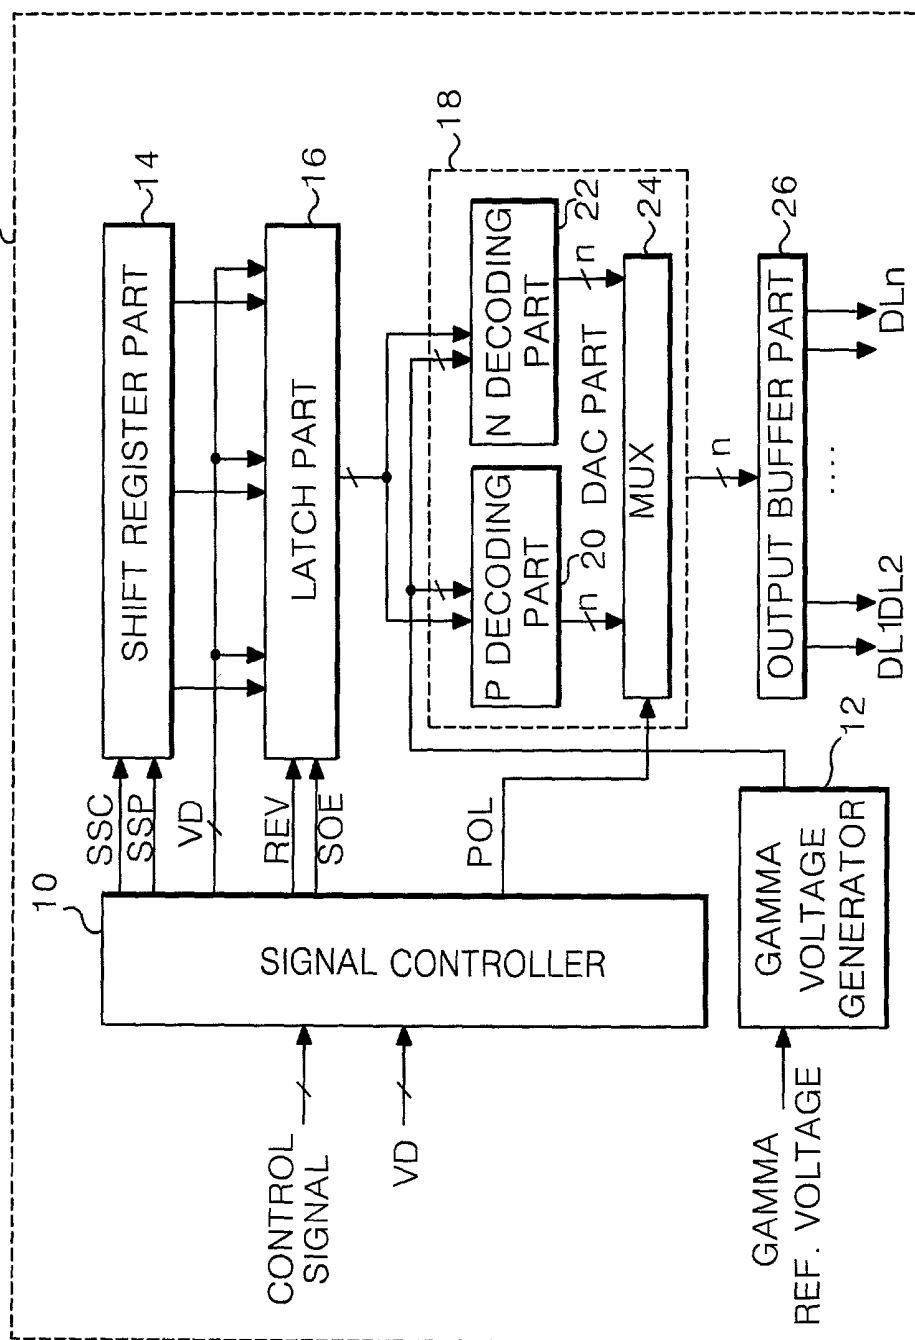 10
SSC
SSP
VD
REV
SOE
POL
SHIFT REGISTER PART
14
LATCH PART
16
18
P DECODING
PART
20
N DECODING
PART
22
n
n
DAC PART
MUX
24
n
OUTPUT BUFFER PART
26
DL1DL2
....
DLn
SIGNAL CONTROLLER
CONTROL
SIGNAL
VD
GAMMA
VOLTAGE
GENERATOR
12
GAMMA
REF. VOLTAGE